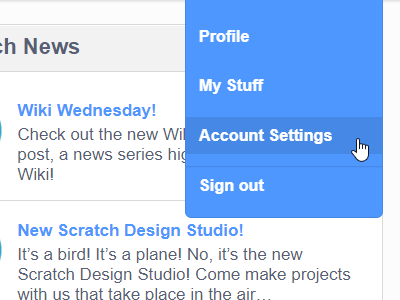 ch News
Profile
My Stuff
Account Settings
Sign out
Wiki Wednesday!
Check out the new
post, a news series
Wiki!
New Scratch Design Studio!
It's a bird! It's a plane! No, it's the new
Scratch Design Studio! Come make projects
with us that take place in the air…